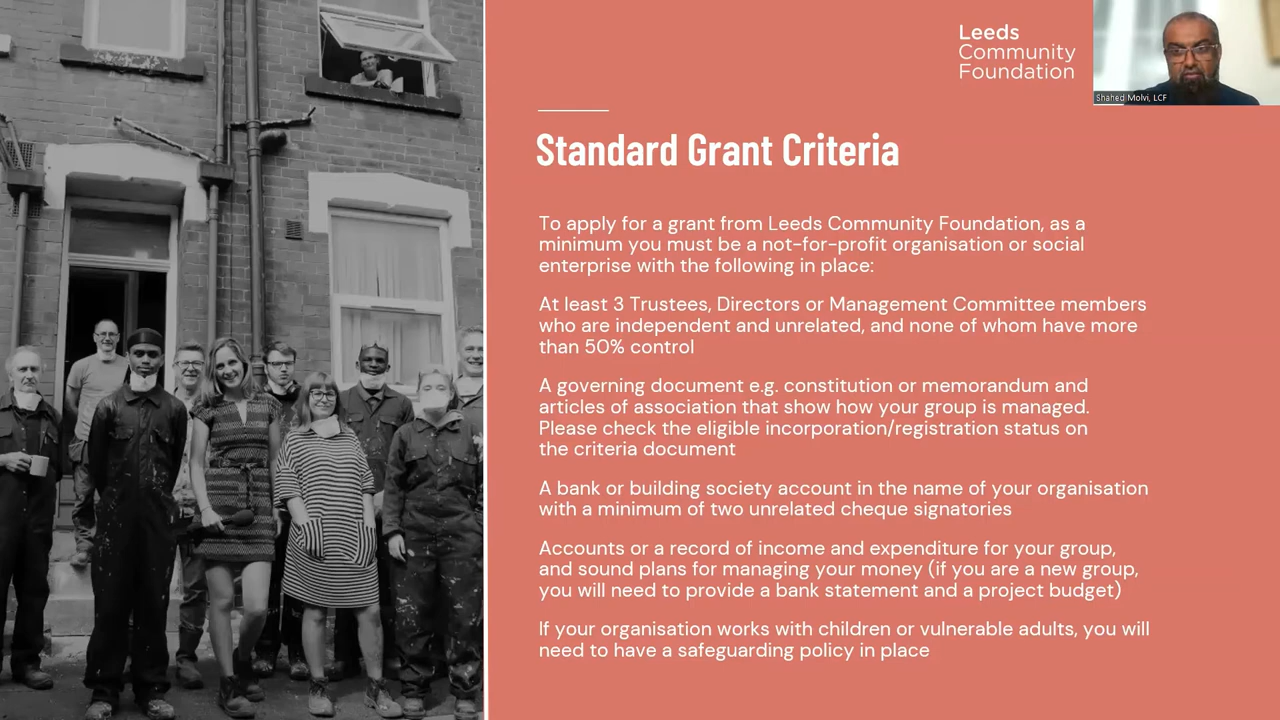 Leeds
Community
Foundation
Shahed Molvi, LCF
Standard Grant Criteria
To apply for a grant from Leeds Community Foundation, as a
minimum you must be a not-for-profit organisation or social
enterprise with the following in place:
At least 3 Trustees, Directors or Management Committee members
who are independent and unrelated, and none of whom have more
than 50% control
A governing document e.g. constitution or memorandum and
articles of association that show how your group is managed.
Please check the eligible incorporation/registration status on
the criteria document
A bank or building society account in the name of your organisation
with a minimum of two unrelated cheque signatories
Accounts or a record of income and expenditure for your group,
and sound plans for managing your money (if you are a new group,
you will need to provide a bank statement and a project budget)
If your organisation works with children or vulnerable adults, you will
need to have a safeguarding policy in place